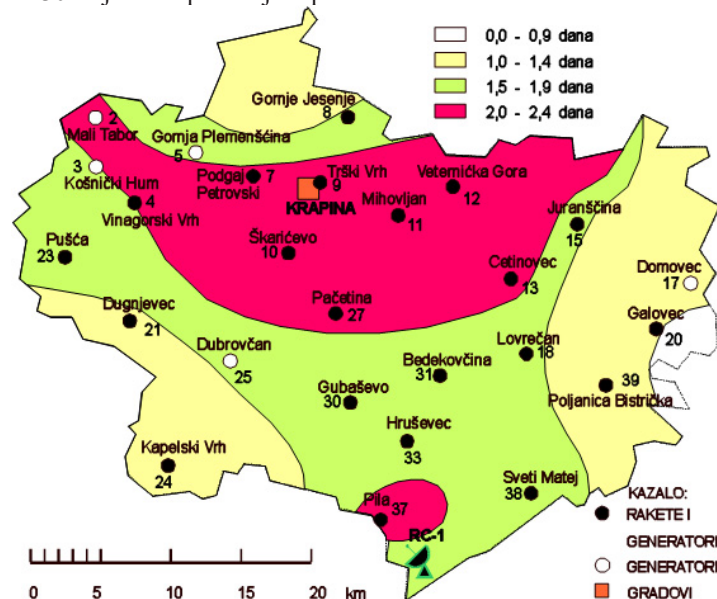 0,0 - 0,9 dana
1,0 - 1,4 dana
1,5 - 1,9 dana
2,0 - 2,4 dana
Gornje Jesenje
8
2
Mali Tabor
Gornja Plemenšćina
5
3
Košnički Hum
4
Vinagorski Vrh
Podgaj
Petrovski
7
Trški Vrh
9
KRAPINA
Veternička Gora
12
Mihovljan
11
Juranščina
15
Pušća
23
Škarićevo
10
Cetinovec
13
Domovec
17
Dugnjevec
21
Pačetina
27
Galovec
20
Dubrovčan
25
Lovrečan
18
Bedekovčina
31
39
Poljanica Bistrička
Gubaševo
30
Hruševec
33
Kapelski Vrh
24
Sveti Matej
38
Pila
37
RC-1
KAZALO:
RAKETE I
GENERATORI
GENERATORI
GRADOVI
0 5 10 20 km